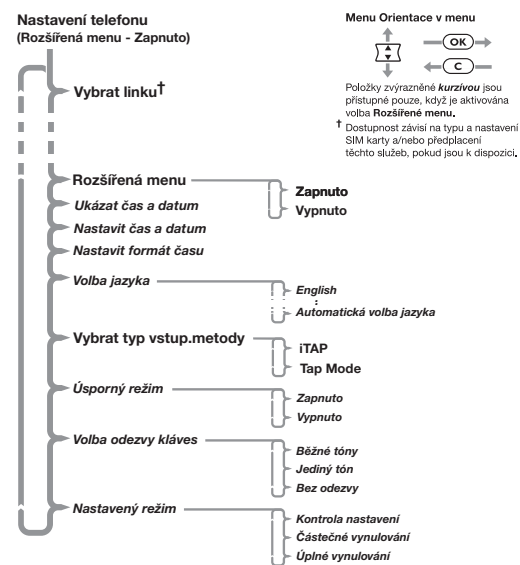 Nastavení telefonu
(Rozšířená menu - Zapnuto)
Menu Orientace v menu
OK
C
Položky zvýrazněné kurzívou jsou
přístupné pouze, když je aktivována
volba Rozšířené menu.
† Dostupnost závisí na typu a nastavení
SIM karty a/nebo předplacení
těchto služeb, pokud jsou k dispozici.
Vybrat linku†
Rozšířená menu
Zapnuto
Vypnuto
Ukázat čas a datum
Nastavit čas a datum
Nastavit formát času
Volba jazyka
English
:
Automatická volba jazyka
Vybrat typ vstup.metody
iTAP
Tap Mode
Úsporný režim
Zapnuto
Vypnuto
Volba odezvy kláves
Běžné tóny
Jediný tón
Bez odezvy
Nastavený režim
Kontrola nastavení
Částečné vynulování
Úplné vynulování